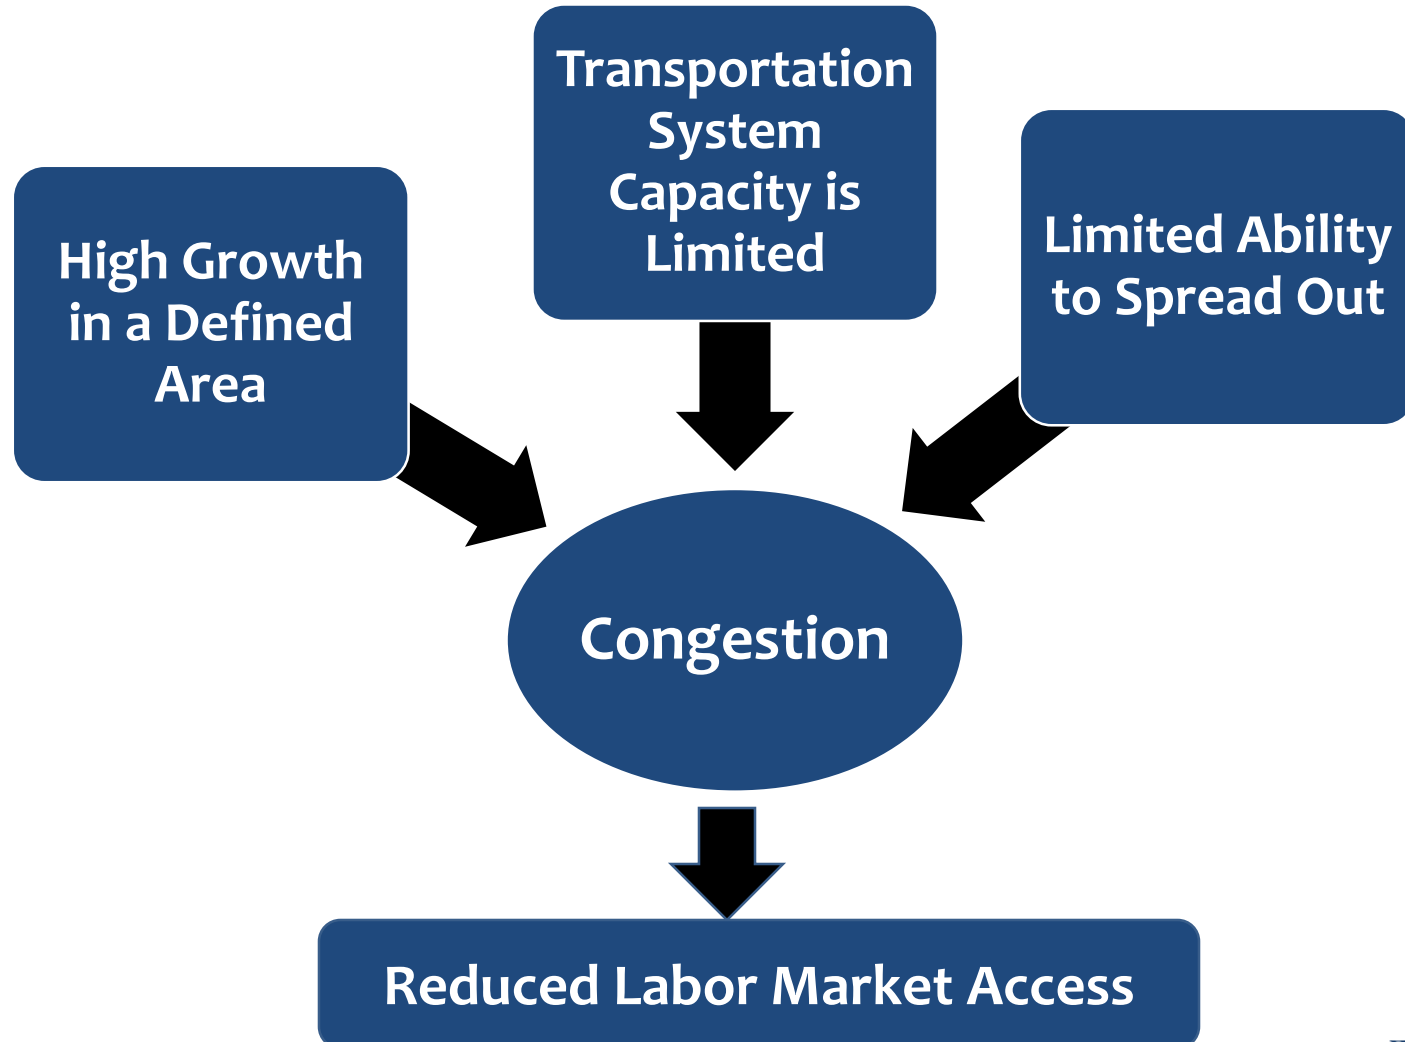 Transportation
System
Capacity is
Limited
High Growth
in a Defined
Area
Limited Ability
to Spread Out
Congestion
Reduced Labor Market Access